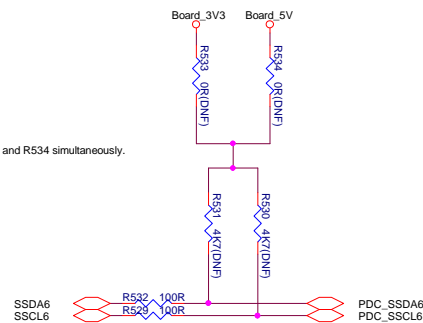 Board_3V3 Board_5V
R533 0R(DNF)
R534 0R(DNF)
and R534 simultaneously.
R531 4K7(DNF)
R530 4K7(DNF)
SSDA6 R532 100R PDC_SSDA6
SSCL6 R529 100R PDC_SSCL6